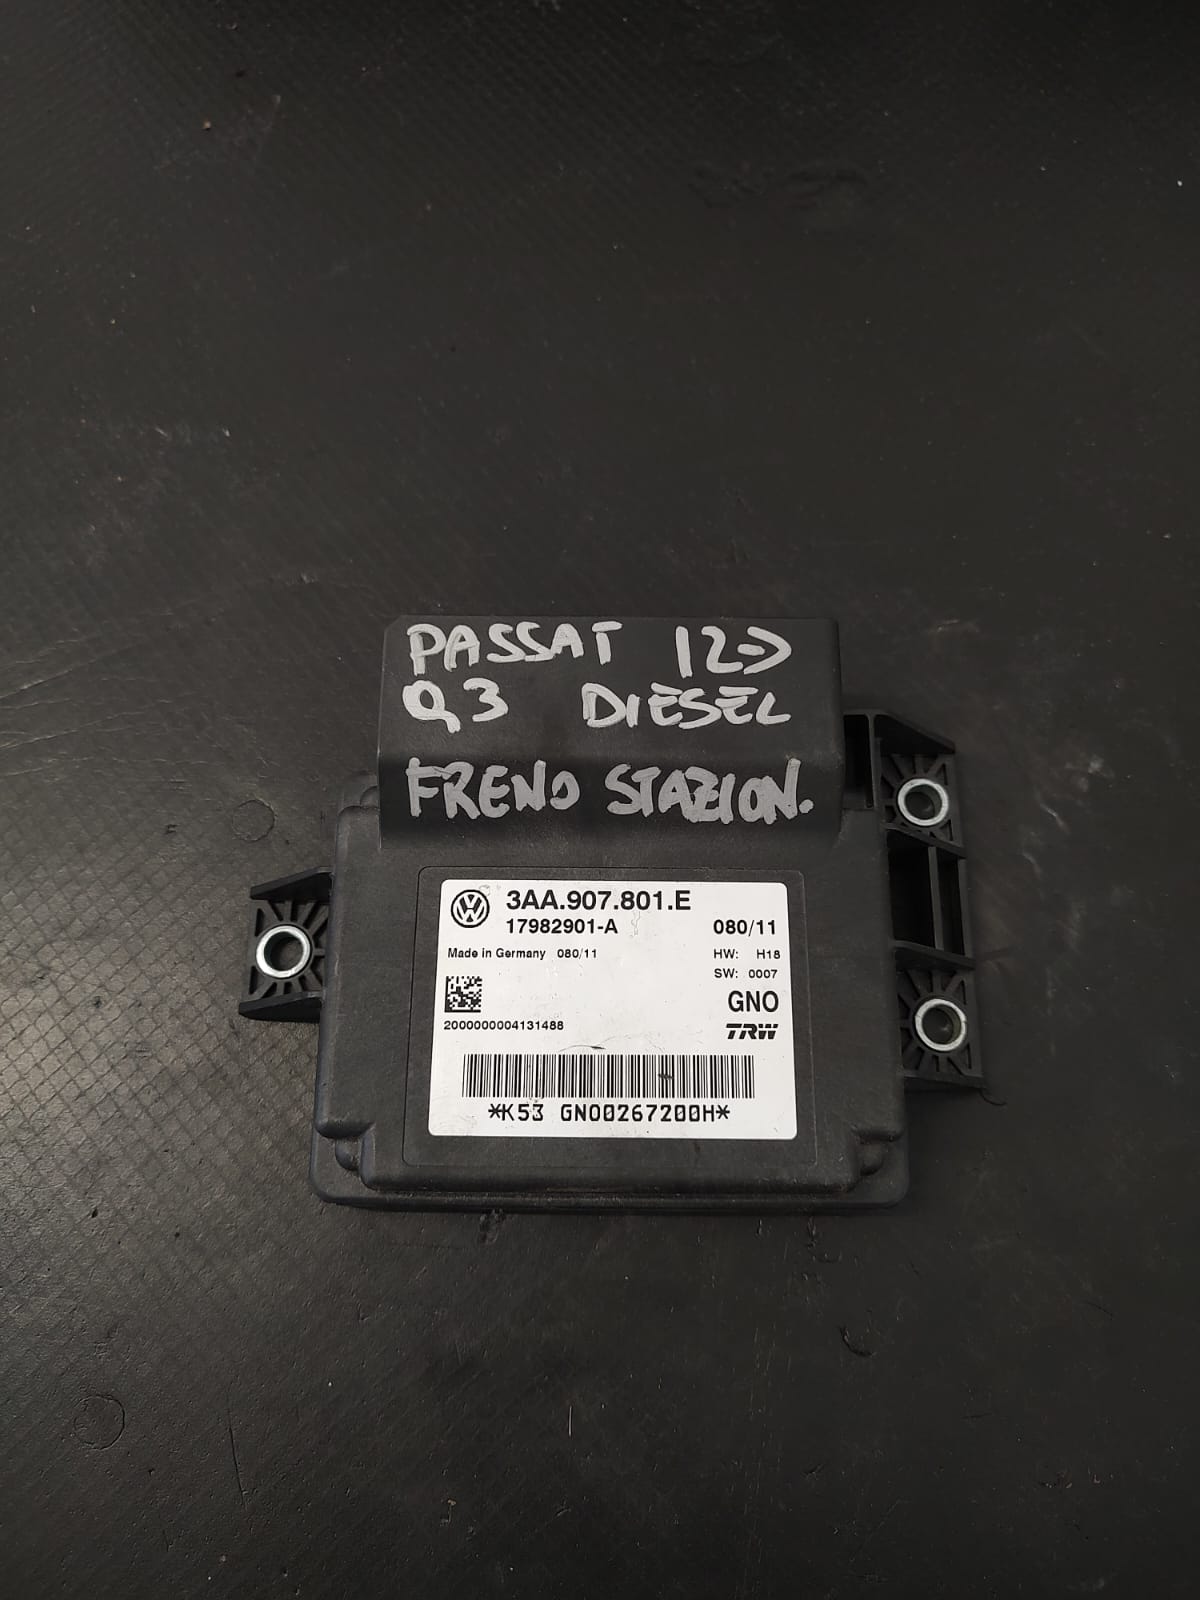 PASSAT 12->
Q3 DIESEL
FRENO STAZION.
3AA.907.801.E
17982901-A 080/11
Made in Germany 080/11 HW: H18
SW: 0007
GNO
2000000004131488 TRW
*K53 GNO0267200H*